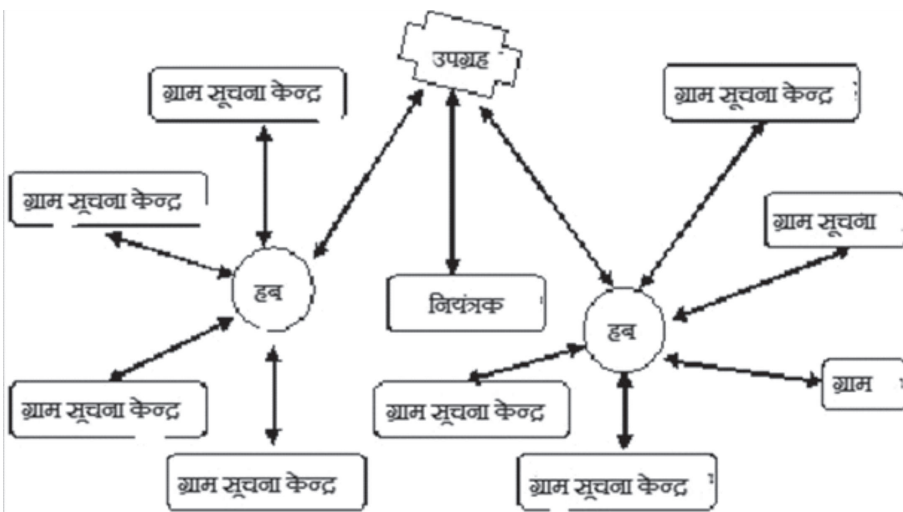 उपग्रह
ग्राम सूचना केन्द्र
ग्राम सूचना केन्द्र
ग्राम सूचना केन्द्र
ग्राम सूचना
हब
नियंत्रक
हब
ग्राम
ग्राम सूचना केन्द्र
ग्राम सूचना केन्द्र
ग्राम सूचना केन्द्र
ग्राम सूचना केन्द्र